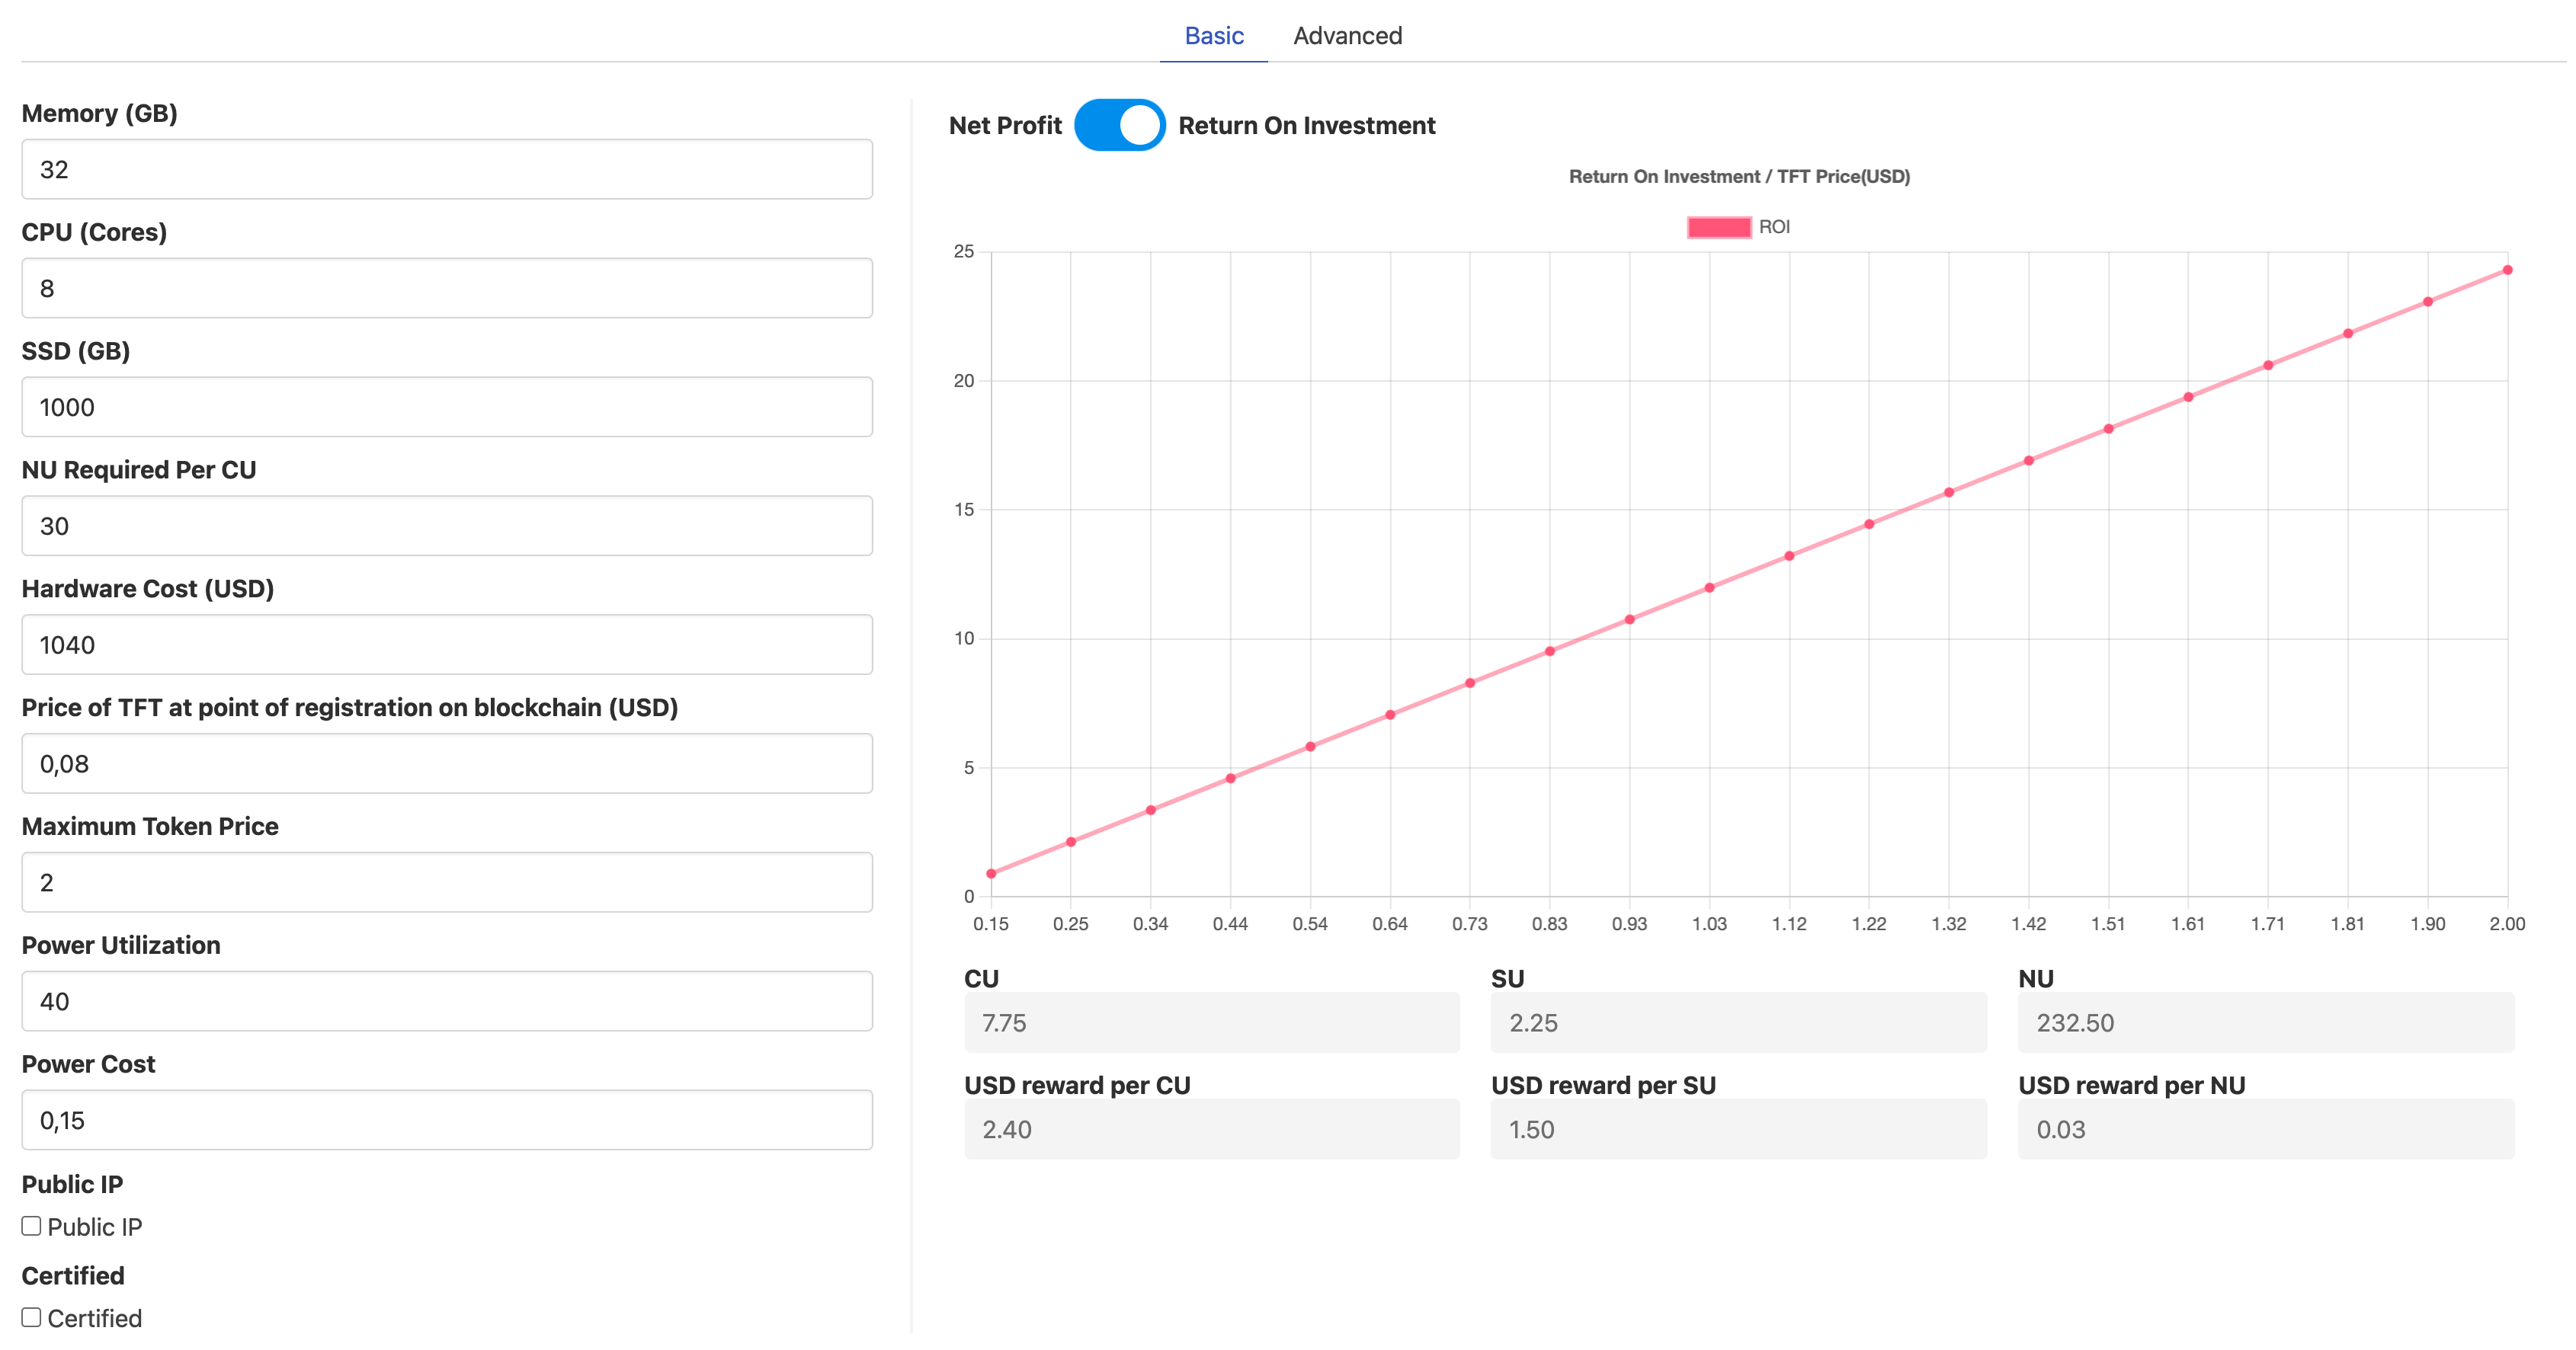 Basic Advanced
Memory (GB)
32
CPU (Cores)
8
SSD (GB)
1000
NU Required Per CU
30
Hardware Cost (USD)
1040
Price of TFT at point of registration on blockchain (USD)
0,08
Maximum Token Price
2
Power Utilization
40
Power Cost
0,15
Public IP
Public IP
Certified
Certified
Net Profit Return On Investment
Return On Investment / TFT Price(USD)
ROI
25
20
15
10
5
0
0.15 0.25 0.34 0.44 0.54 0.64 0.73 0.83 0.93 1.03 1.12 1.22 1.32 1.42 1.51 1.61 1.71 1.81 1.90 2.00
CU SU NU
7.75 2.25 232.50
USD reward per CU USD reward per SU USD reward per NU
2.40 1.50 0.03